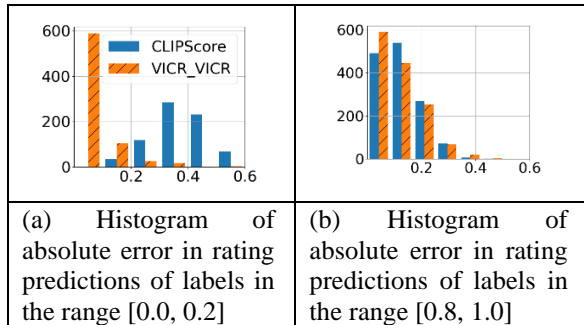 600
400
200
0
0.2
0.4
0.6
CLIPScore
VICR_VICR
600
400
200
0
0.2
0.4
0.6
(a) Histogram of
absolute error in rating
predictions of labels in
the range [0.0, 0.2]
(b) Histogram of
absolute error in rating
predictions of labels in
the range [0.8, 1.0]